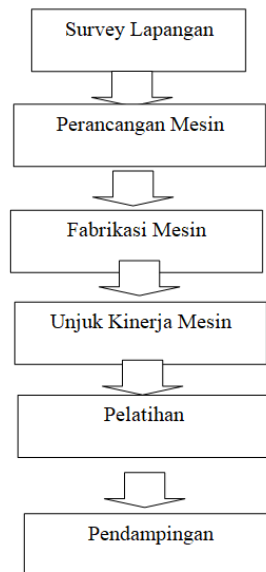 Survey Lapangan
Perancangan Mesin
Fabrikasi Mesin
Unjuk Kinerja Mesin
Pelatihan
Pendampingan